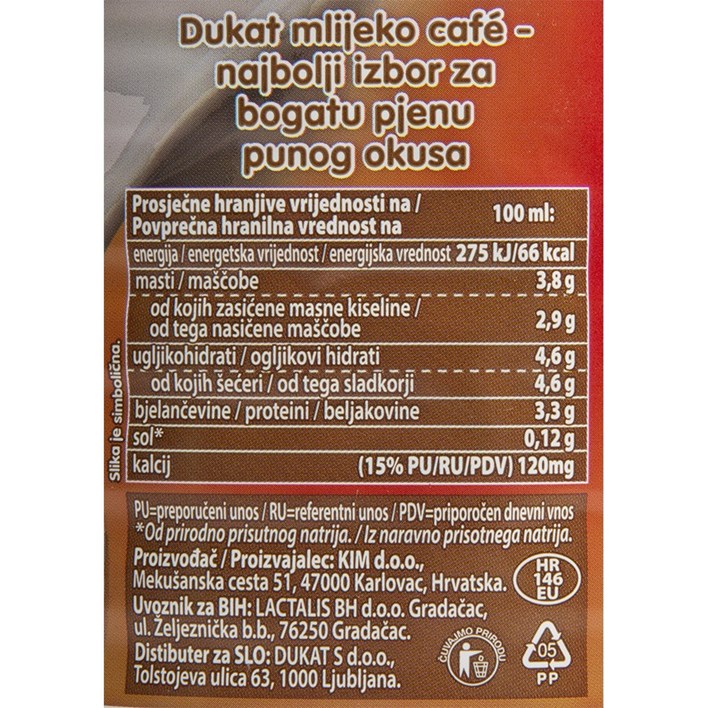 Dukat mlijeko café -
najbolji izbor za
bogatu pjenu
punog okusa
Prosječne hranjive vrijednosti na /
Povprečna hranilna vrednost na
100 ml:
energija / energetska vrijednost / energijska vrednost 275 kJ/66 kcal
masti / maščobe 3,8 g
od kojih zasićene masne kiseline /
od tega nasičene maščobe 2,9 g
ugljikohidrati / ogljikovi hidrati 4,6 g
od kojih šećeri / od tega sladkorji 4,6 g
bjelančevine / proteini / beljakovine 3,3 g
sol* 0,12 g
kalcij (15% PU/RU/PDV) 120mg
Slika je simbolična.
PU=preporučeni unos / RU=referentni unos / PDV=priporočen dnevni vnos
*Od prirodno prisutnog natrija. / Iz naravno prisotnega natrija.
Proizvođač / Proizvajalec: KIM d.o.o.,
Mekušanska cesta 51, 47000 Karlovac, Hrvatska.
HR
146
EU
Uvoznik za BIH: LACTALIS BH d.o.o. Gradačac,
ul. Željeznička b.b., 76250 Gradačac.
Distributer za SLO: DUKAT S d.o.o.,
Tolstojeva ulica 63, 1000 Ljubljana.
ČUVAJMO PRIRODU
05
PP